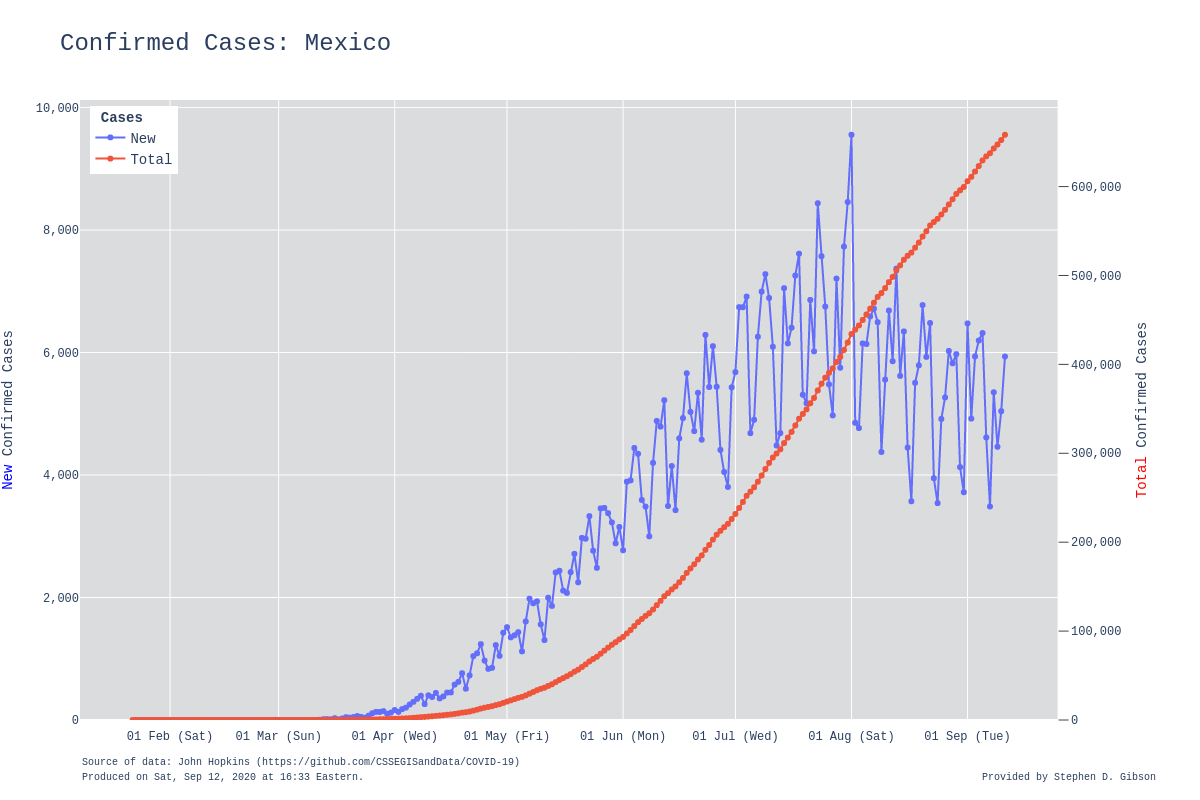 Confirmed Cases: Mexico
Cases
New
Total
10,000
8,000
6,000
4,000
2,000
0
New Confirmed Cases
600,000
500,000
400,000
300,000
200,000
100,000
0
Total Confirmed Cases
01 Feb (Sat) 01 Mar (Sun) 01 Apr (Wed) 01 May (Fri) 01 Jun (Mon) 01 Jul (Wed) 01 Aug (Sat) 01 Sep (Tue)
Source of data: John Hopkins (https://github.com/CSSEGISandData/COVID-19)
Produced on Sat, Sep 12, 2020 at 16:33 Eastern.
Provided by Stephen D. Gibson